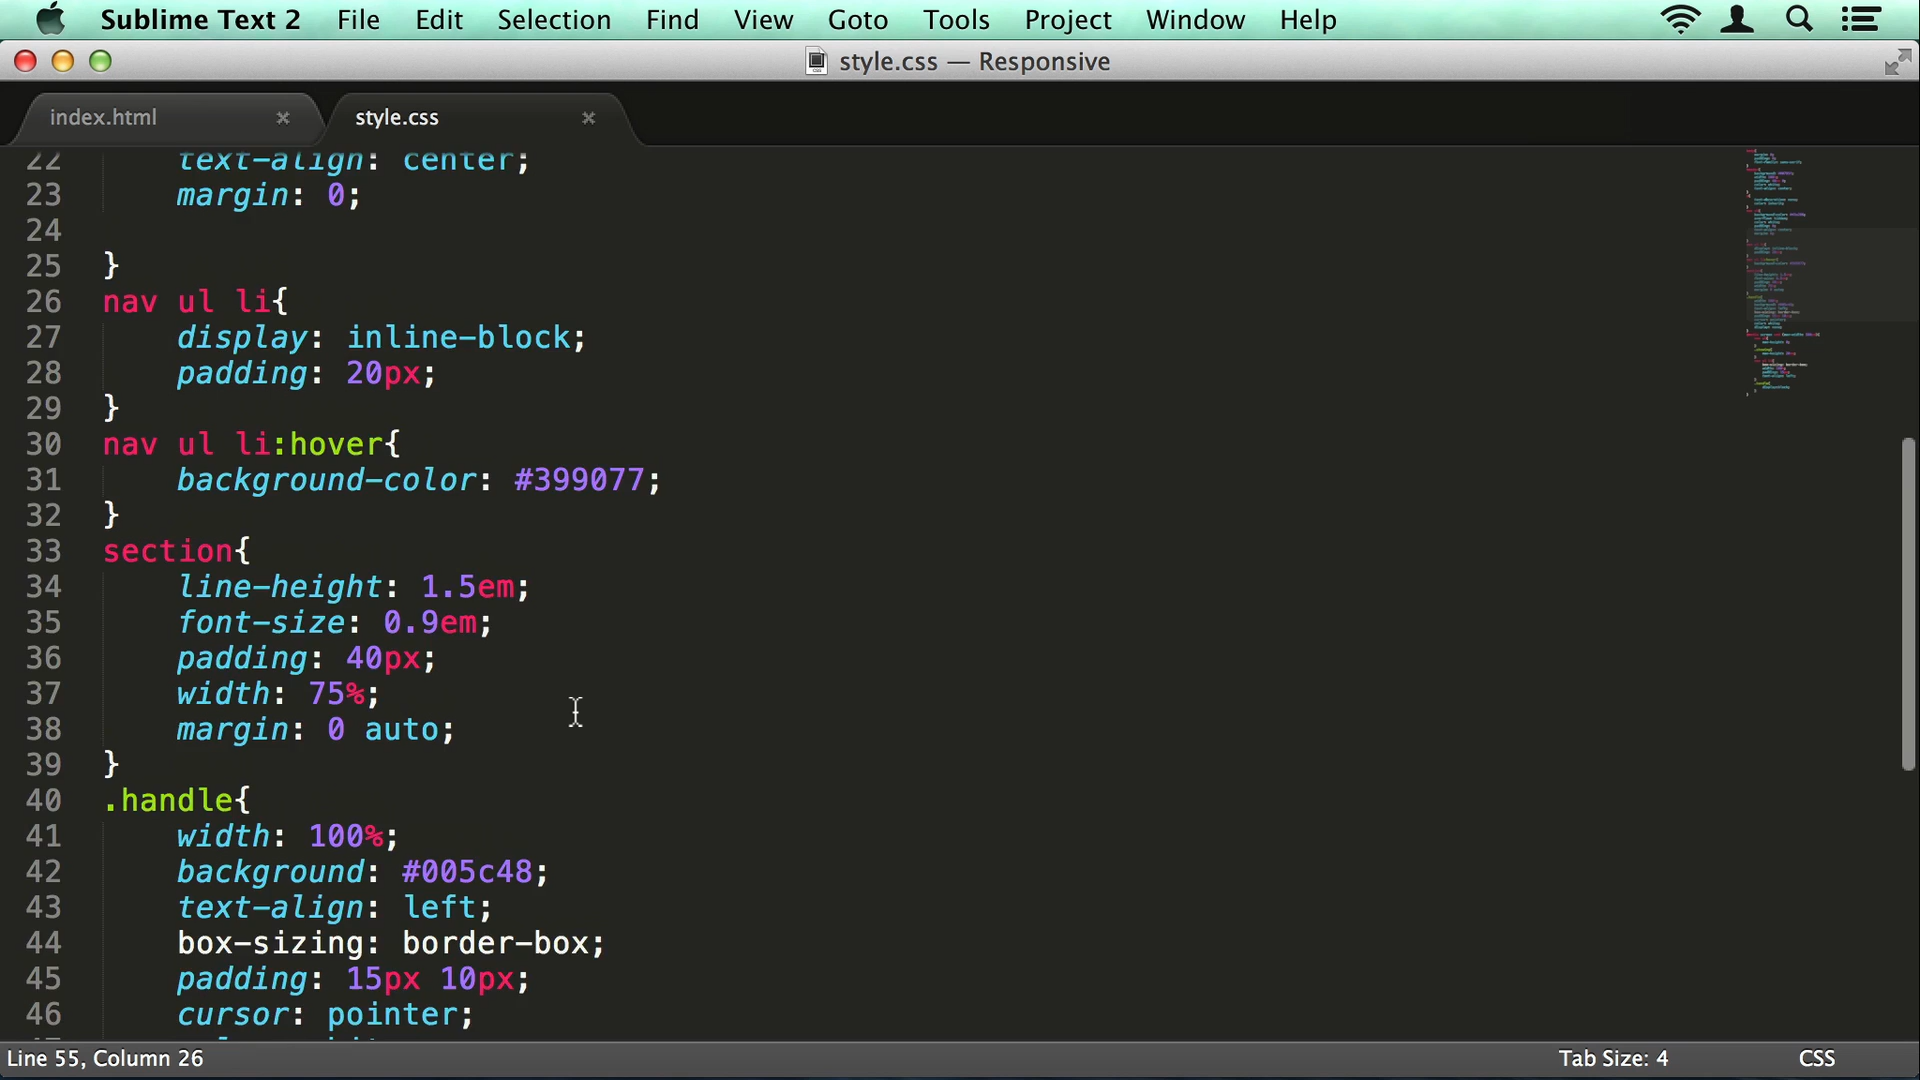 Sublime Text 2 File Edit Selection Find View Goto Tools Project Window Help
style.css — Responsive
index.html × style.css ×
22 text-align: center;
23 margin: 0;
24
25 }
26 nav ul li{
27 display: inline-block;
28 padding: 20px;
29 }
30 nav ul li:hover{
31 background-color: #399077;
32 }
33 section{
34 line-height: 1.5em;
35 font-size: 0.9em;
36 padding: 40px;
37 width: 75%;
38 margin: 0 auto;
39 }
40 .handle{
41 width: 100%;
42 background: #005c48;
43 text-align: left;
44 box-sizing: border-box;
45 padding: 15px 10px;
46 cursor: pointer;
Line 55, Column 26 Tab Size: 4 CSS